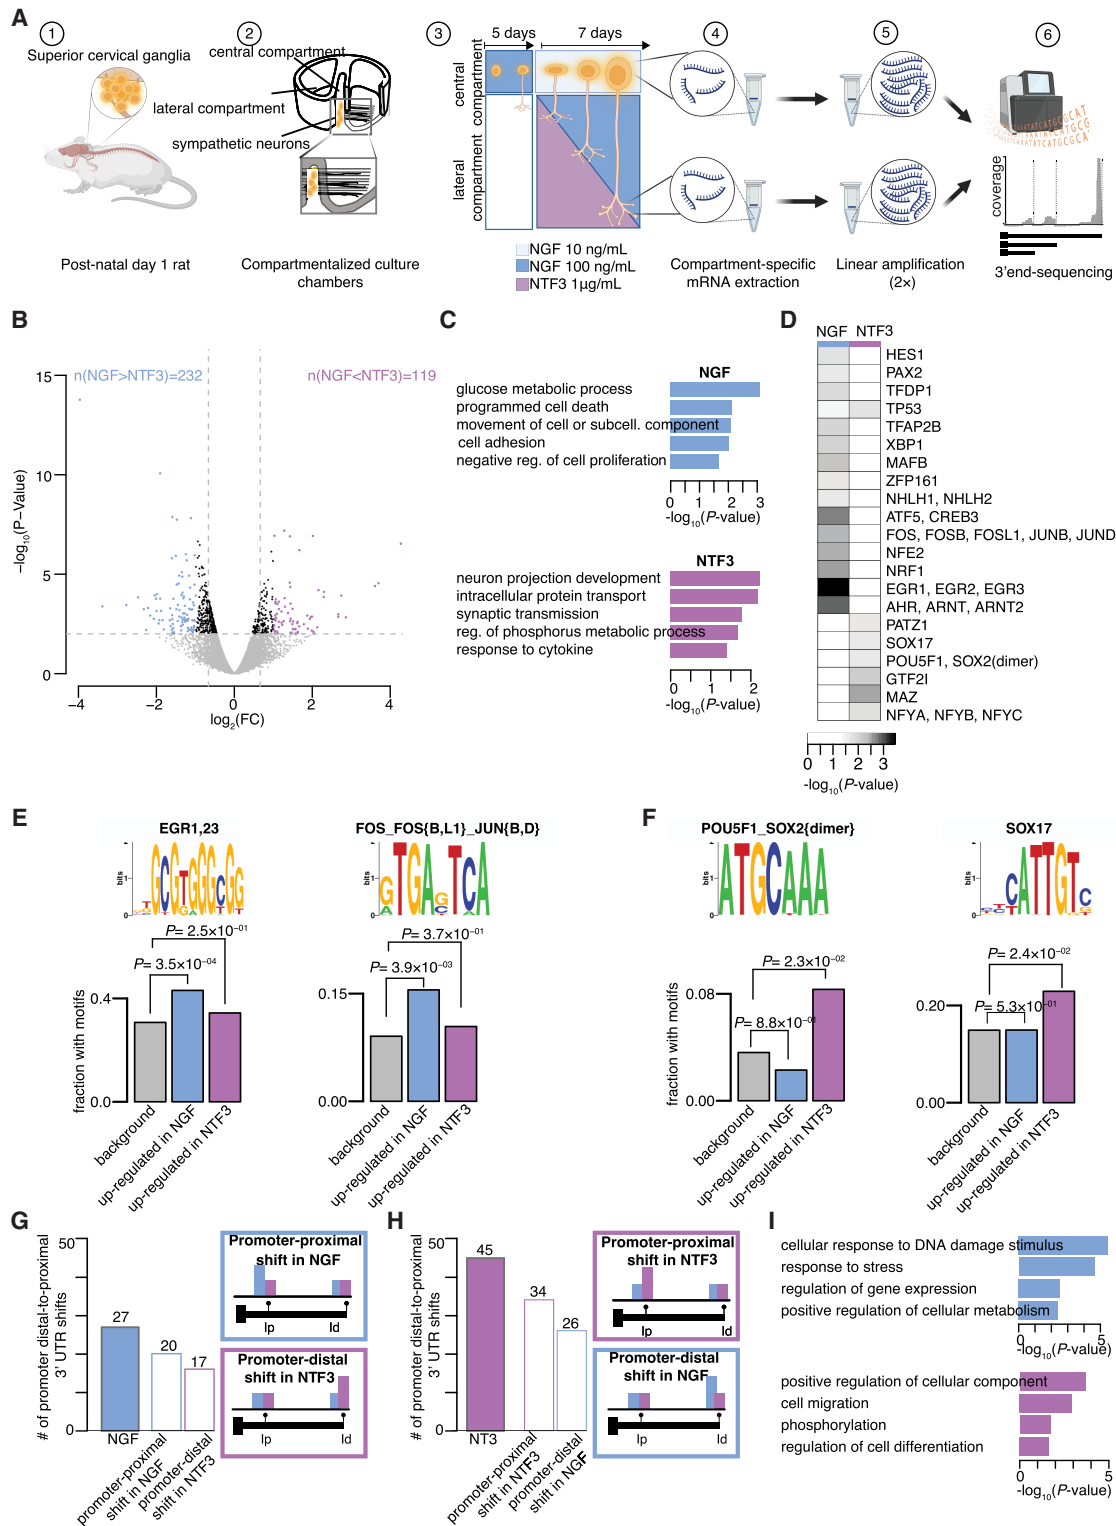 A
1
Superior cervical ganglia
Post-natal day 1 rat
2
central compartment
lateral compartment
sympathetic neurons
Compartmentalized culture
chambers
3
5 days
7 days
central
compartment
lateral
compartment
NGF 10 ng/mL
NGF 100 ng/mL
NTF3 1µg/mL
4
Compartment-specific
mRNA extraction
5
Linear amplification
(2×)
6
coverage
3'end-sequencing
B
n(NGF>NTF3)=232
n(NGF<NTF3)=119
−log10(P−Value)
15
10
5
0
−4
−2
0
2
4
log2(FC)
C
NGF
glucose metabolic process
programmed cell death
movement of cell or subcell. component
cell adhesion
negative reg. of cell proliferation
0 1 2 3
-log10(P-value)
NTF3
neuron projection development
intracellular protein transport
synaptic transmission
reg. of phosphorus metabolic process
response to cytokine
0 1 2
-log10(P-value)
D
NGF NTF3
HES1
PAX2
TFDP1
TP53
TFAP2B
XBP1
MAFB
ZFP161
NHLH1, NHLH2
ATF5, CREB3
FOS, FOSB, FOSL1, JUNB, JUND
NFE2
NRF1
EGR1, EGR2, EGR3
AHR, ARNT, ARNT2
PATZ1
SOX17
POU5F1, SOX2(dimer)
GTF2I
MAZ
NFYA, NFYB, NFYC
0 1 2 3
-log10(P-value)
E
EGR1,23
2
bits
1
0
P= 2.5×10−01
P= 3.5×10−04
fraction with motifs
0.4
0.0
background
up-regulated in NGF
up-regulated in NTF3
FOS_FOS{B,L1}_JUN{B,D}
2
bits
1
0
P= 3.7×10−01
P= 3.9×10−03
0.15
0.00
background
up-regulated in NGF
up-regulated in NTF3
F
POU5F1_SOX2{dimer}
2
bits
1
0
ATGCAAA
P= 2.3×10−02
P= 8.8×10−01
fraction with motifs
0.08
0.00
background
up-regulated in NGF
up-regulated in NTF3
SOX17
2
bits
1
0
P= 2.4×10−02
P= 5.3×10−01
0.20
0.00
background
up-regulated in NGF
up-regulated in NTF3
G
# of promoter distal-to-proximal
3' UTR shifts
50
0
27
20
17
NGF
promoter-proximal
shift in NGF
promoter-distal
shift in NTF3
Promoter-proximal
shift in NGF
Ip Id
Promoter-distal
shift in NTF3
Ip Id
H
# of promoter distal-to-proximal
3' UTR shifts
50
0
45
34
26
NT3
promoter-proximal
shift in NTF3
promoter-distal
shift in NGF
Promoter-proximal
shift in NTF3
Ip Id
Promoter-distal
shift in NGF
Ip Id
I
cellular response to DNA damage stimulus
response to stress
regulation of gene expression
positive regulation of cellular metabolism
0 5
-log10(P-value)
positive regulation of cellular component
cell migration
phosphorylation
regulation of cell differentiation
0 5
-log10(P-value)